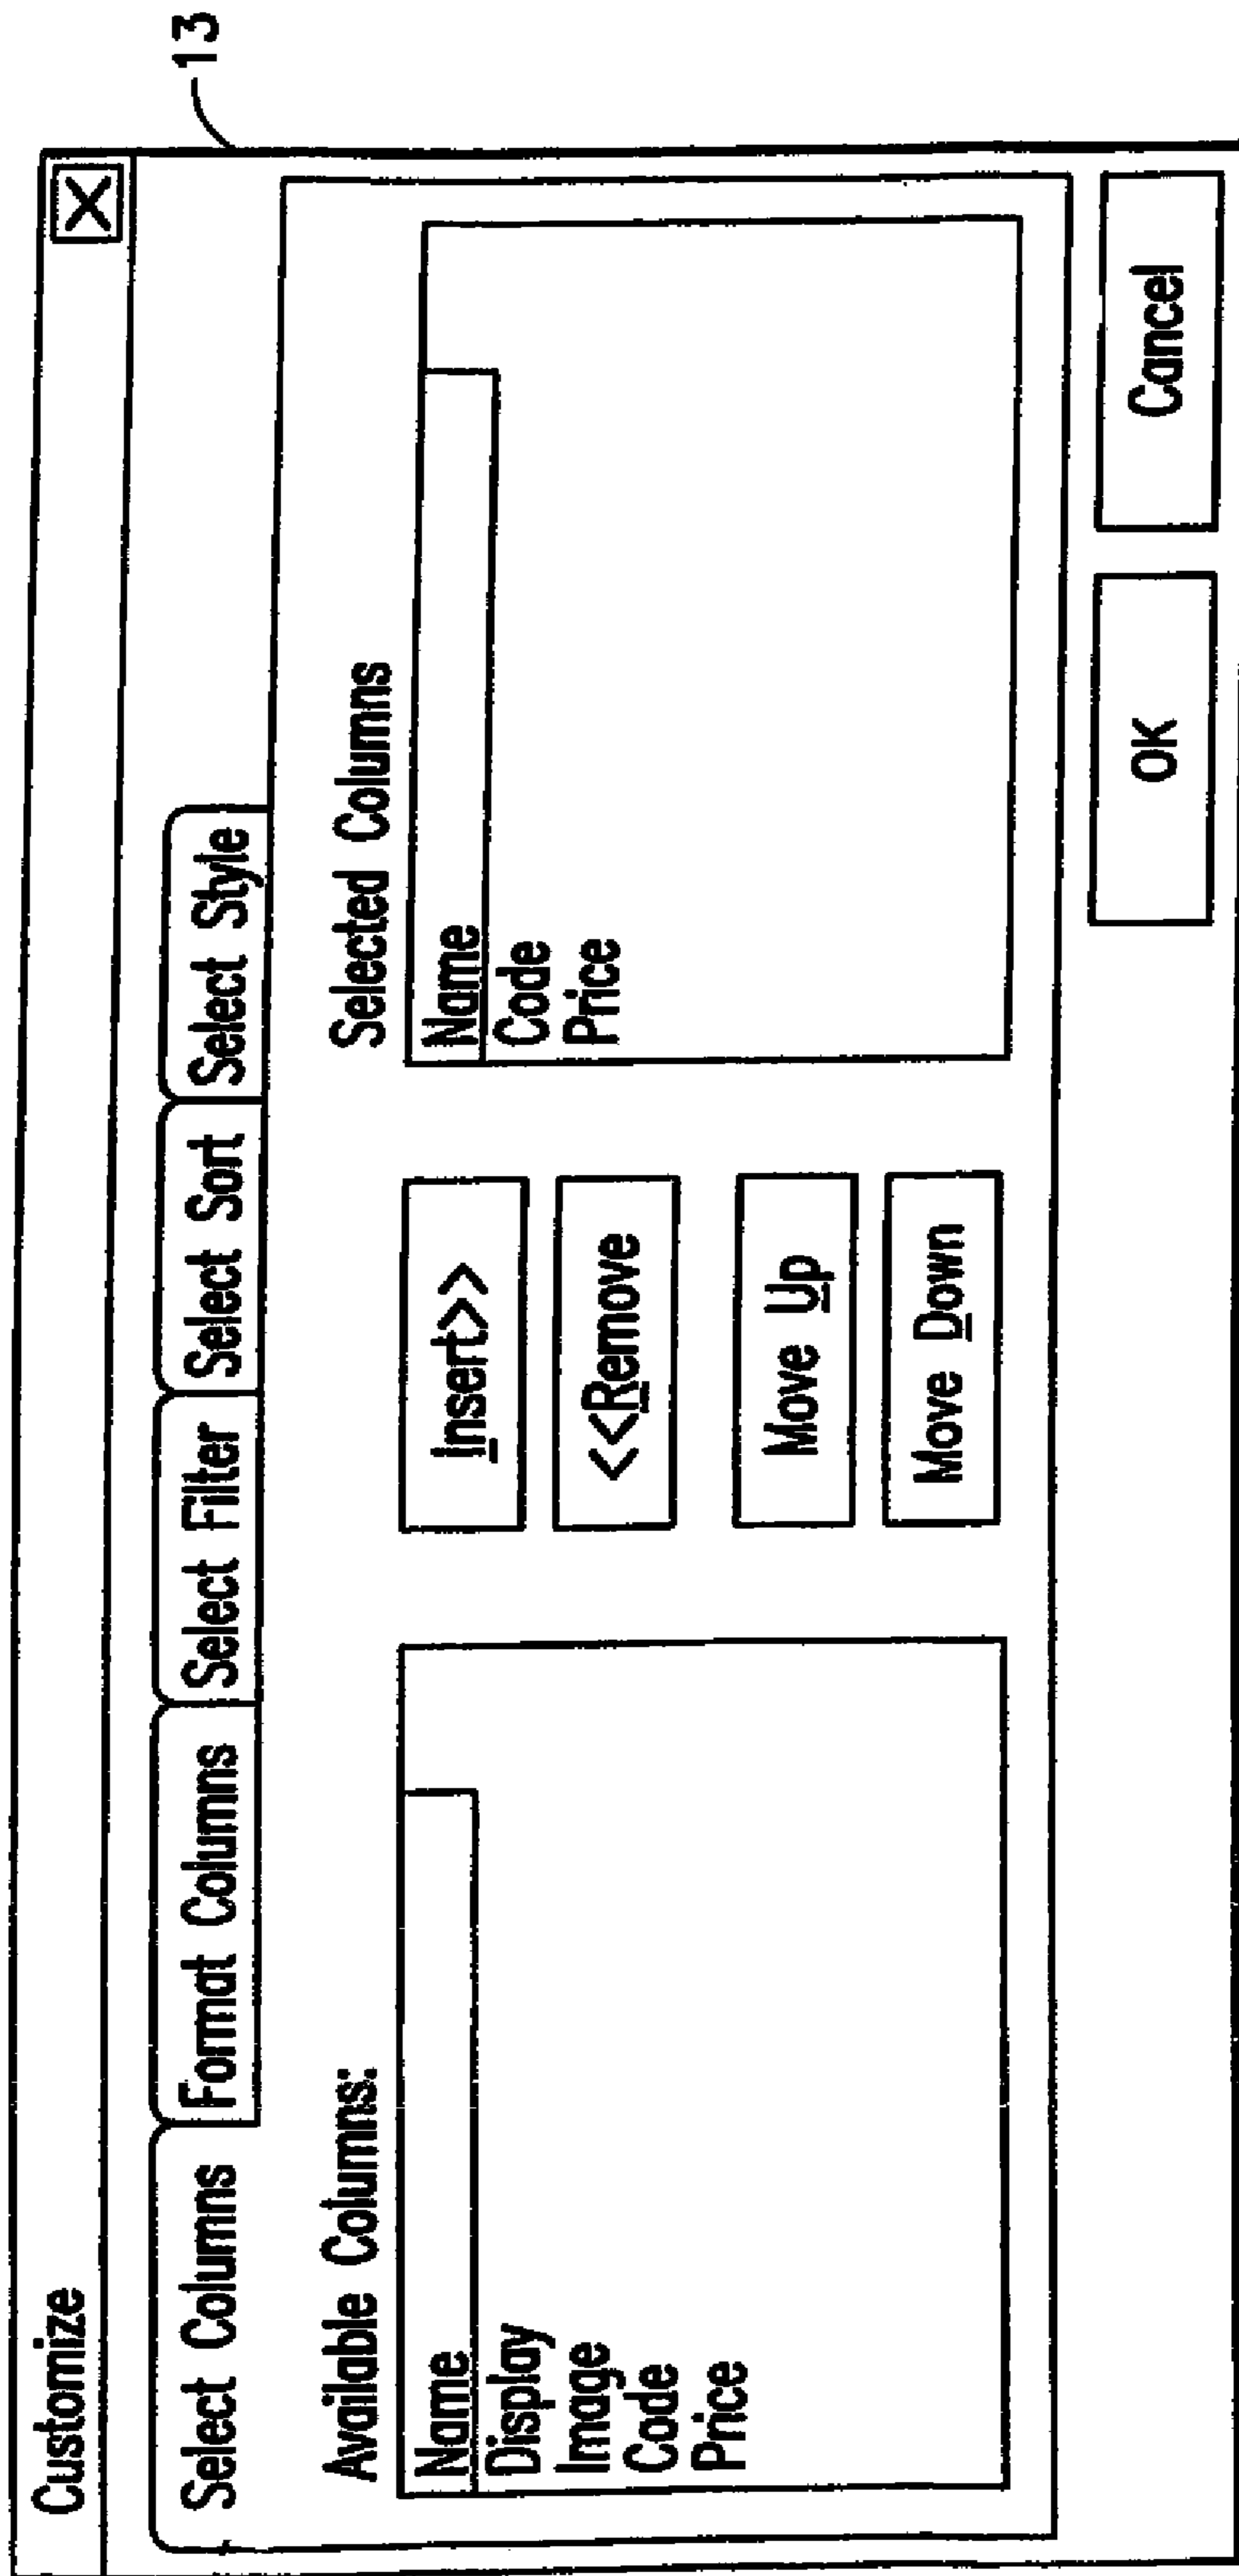 13
Customize
X
Select Columns Format Columns Select Filter Select Sort Select Style
Available Columns:
Name
Display
Image
Code
Price
Insert>>
<<Remove
Move Up
Move Down
Selected Columns
Name
Code
Price
OK
Cancel